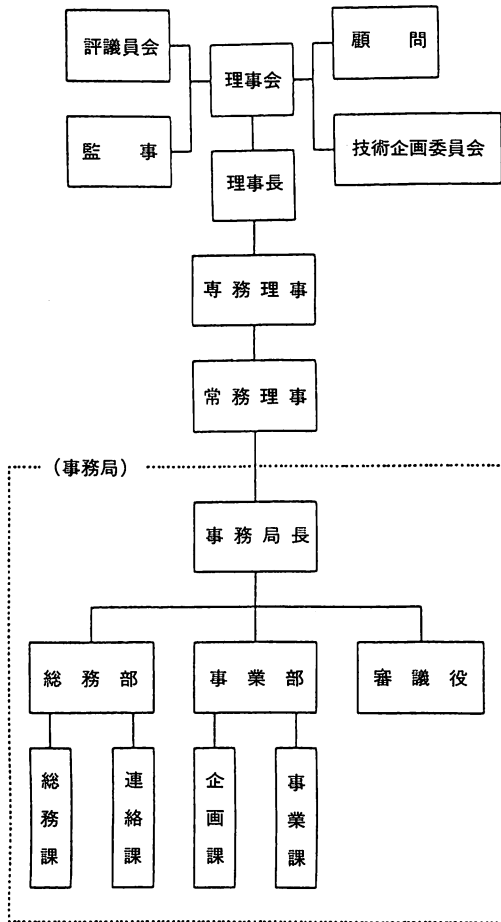 評議員会
顧問
理事会
監事
技術企画委員会
理事長
専務理事
常務理事
（事務局）
事務局長
総務部
事業部
審議役
総務課
連絡課
企画課
事業課